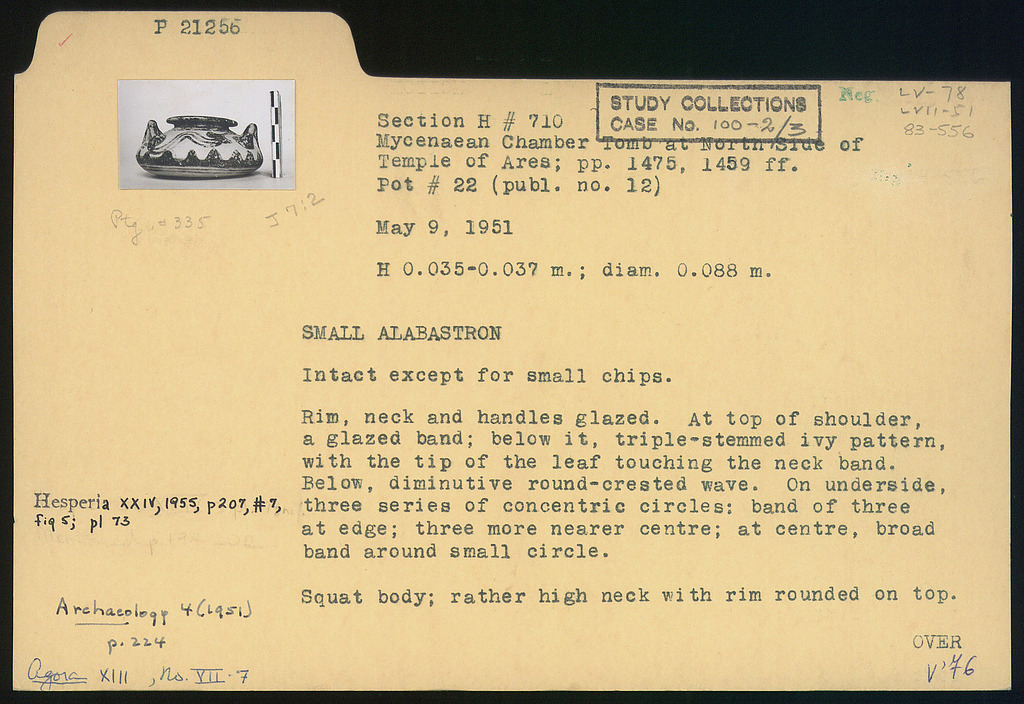 P 21256
STUDY COLLECTIONS
CASE No. 100-2/3
Neg. LV-78
LVII-51
83-556
Section H # 710
Mycenaean Chamber Tomb at North Side of
Temple of Ares; pp. 1475, 1459 ff.
Pot # 22 (publ. no. 12)
Ptg. #335
J 7:2
May 9, 1951
H 0.035-0.037 m.; diam. 0.088 m.
SMALL ALABASTRON
Intact except for small chips.
Rim, neck and handles glazed. At top of shoulder,
a glazed band; below it, triple-stemmed ivy pattern,
with the tip of the leaf touching the neck band.
Below, diminutive round-crested wave. On underside,
three series of concentric circles: band of three
at edge; three more nearer centre; at centre, broad
band around small circle.
Hesperia XXIV, 1955, p207, #7,
fig 5; pl 73
Squat body; rather high neck with rim rounded on top.
Archaeology 4 (1951)
p. 224
Agora XIII, No. VII-7
OVER
V'76